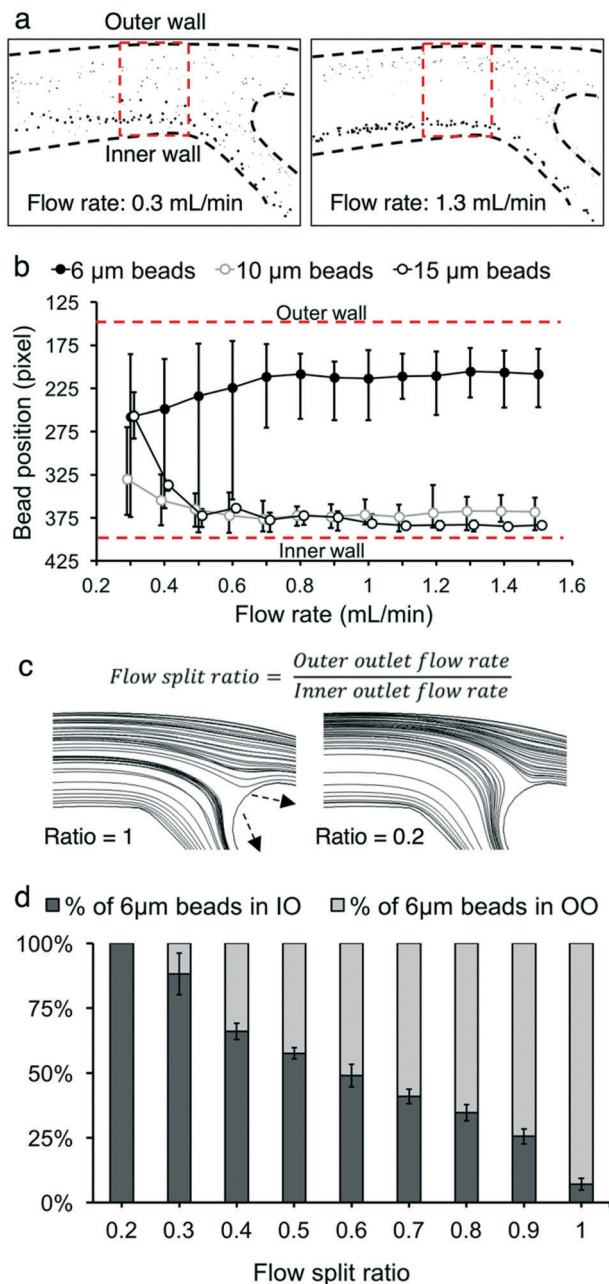 a
Outer wall
Inner wall
Flow rate: 0.3 mL/min
Flow rate: 1.3 mL/min
b
6 µm beads 10 µm beads 15 µm beads
Bead position (pixel)
125
175
225
275
325
375
425
Outer wall
Inner wall
0.2 0.4 0.6 0.8 1 1.2 1.4 1.6
Flow rate (mL/min)
c
Flow split ratio = Outer outlet flow rate
Inner outlet flow rate
Ratio = 1
Ratio = 0.2
d
% of 6µm beads in IO % of 6µm beads in OO
100%
75%
50%
25%
0%
0.2 0.3 0.4 0.5 0.6 0.7 0.8 0.9 1
Flow split ratio